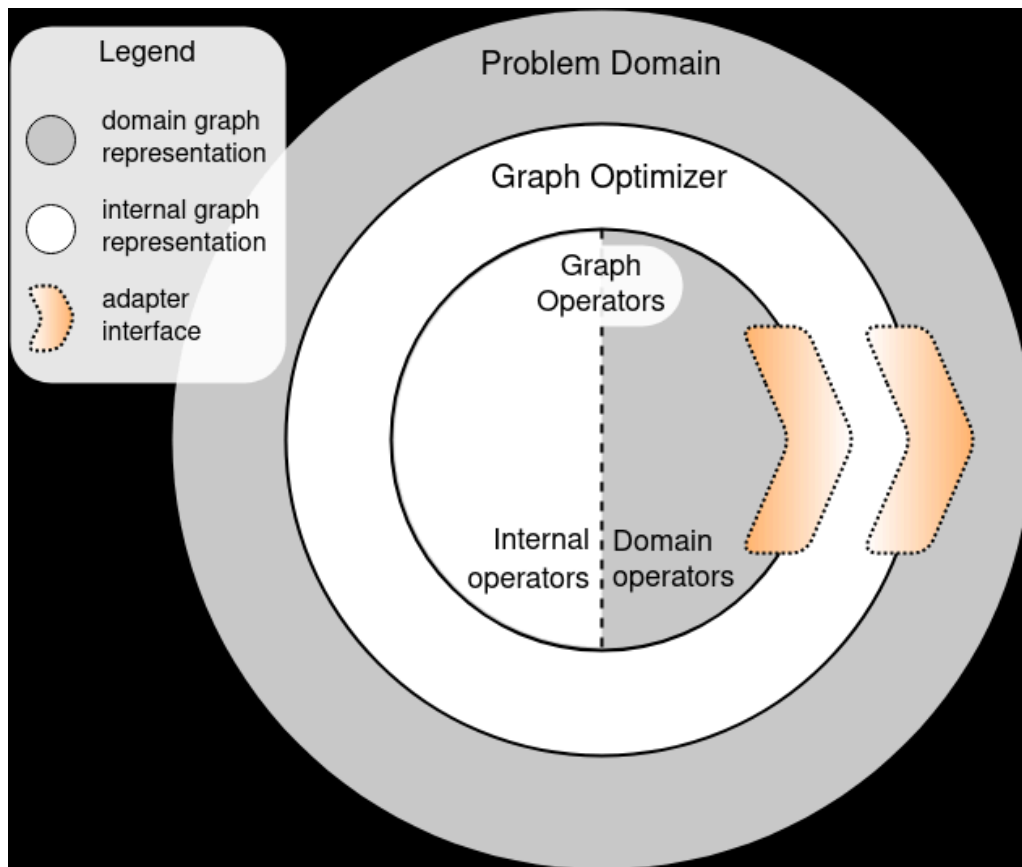 Legend
domain graph
representation
internal graph
representation
adapter
interface
Problem Domain
Graph Optimizer
Graph
Operators
Internal
operators
Domain
operators